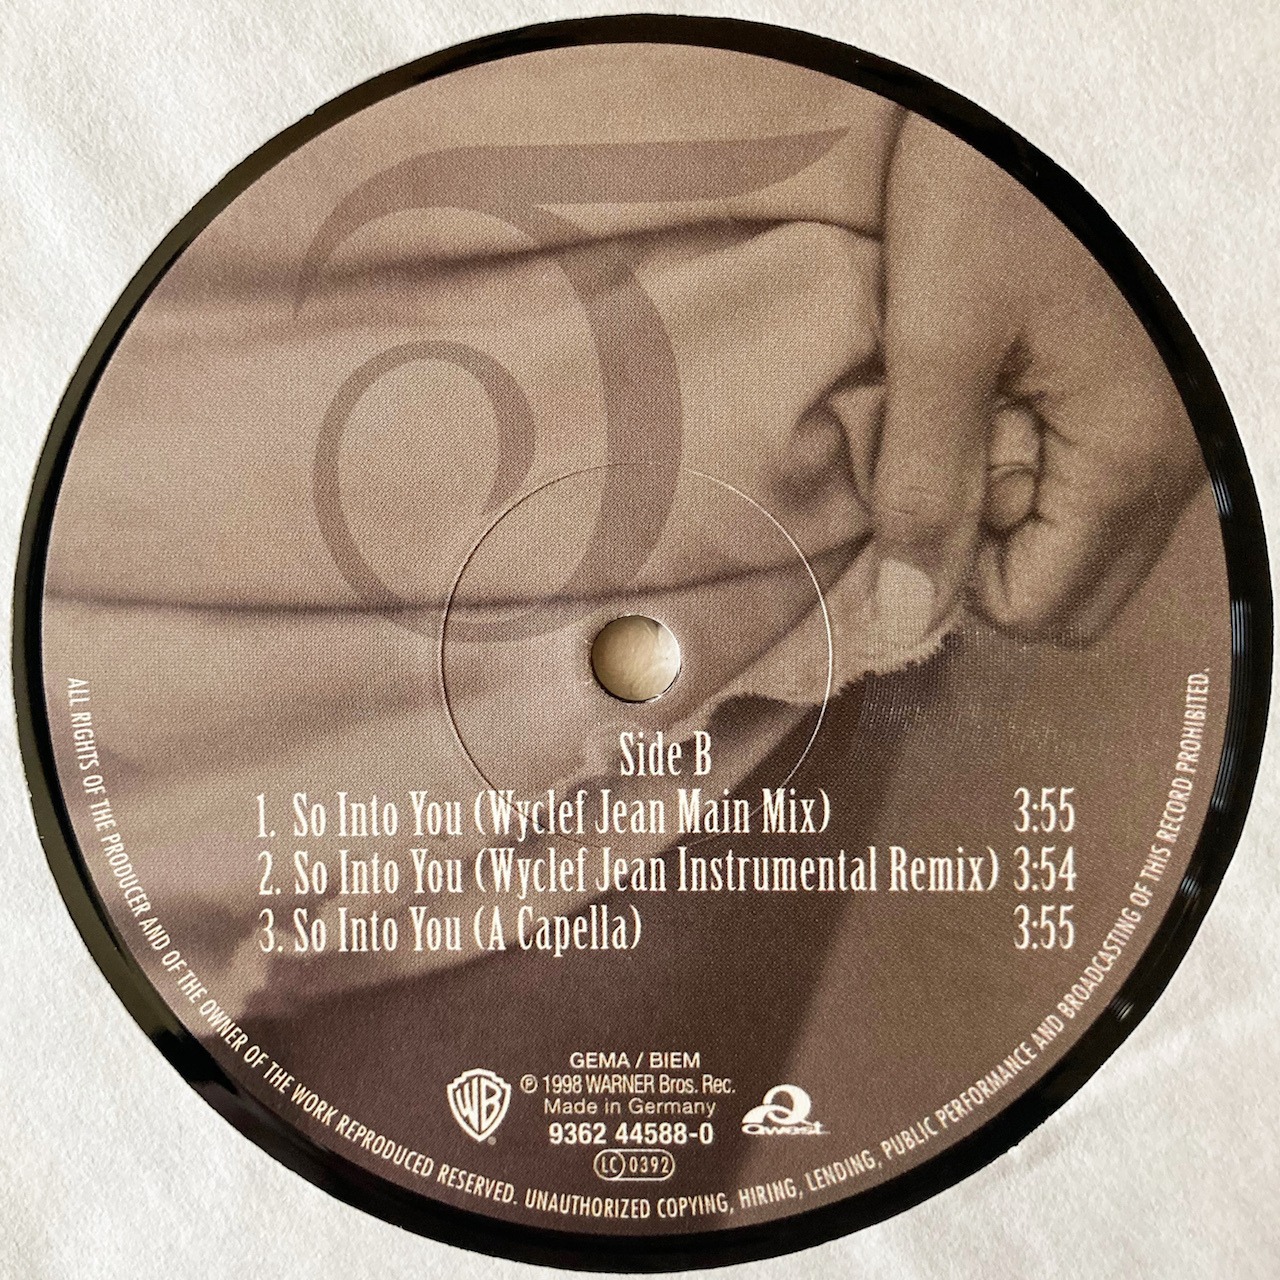 T
Side B
1. So Into You (Wyclef Jean Main Mix) 3:55
2. So Into You (Wyclef Jean Instrumental Remix) 3:54
3. So Into You (A Capella) 3:55
GEMA / BIEM
℗ 1998 WARNER Bros. Rec.
Made in Germany
9362 44588-0
LC 0392
WB
Qwest
ALL RIGHTS OF THE PRODUCER AND OF THE OWNER OF THE WORK REPRODUCED RESERVED. UNAUTHORIZED COPYING, HIRING, LENDING, PUBLIC PERFORMANCE AND BROADCASTING OF THIS RECORD PROHIBITED.